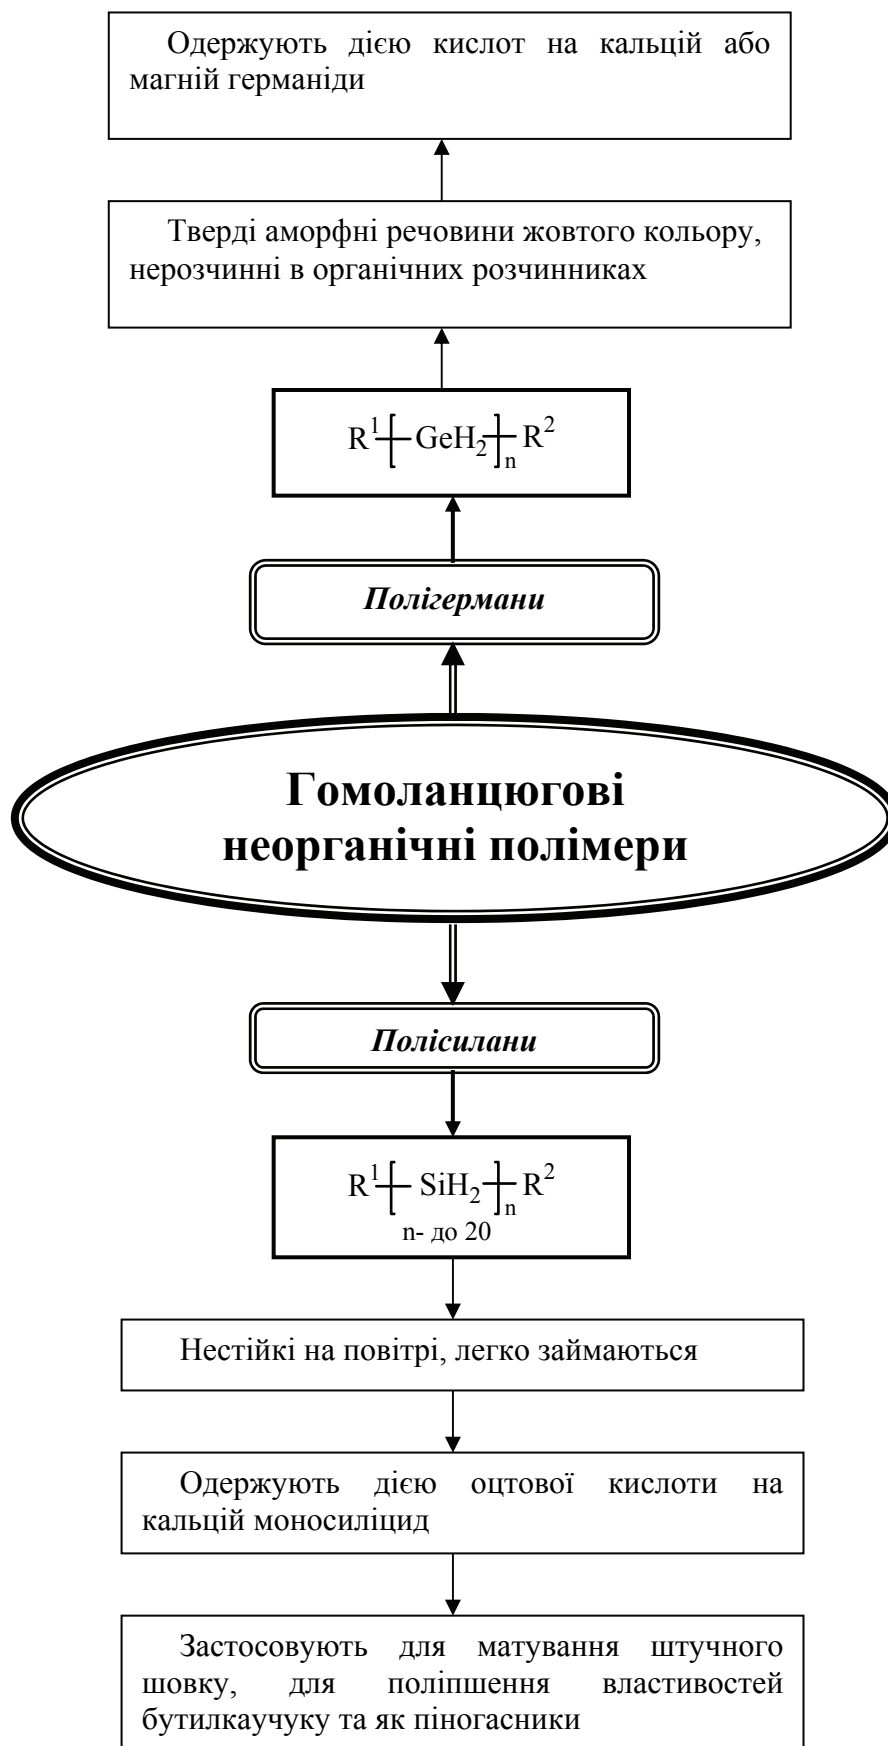 Одержують дією кислот на кальцій або
магній германіди
Тверді аморфні речовини жовтого кольору,
нерозчинні в органічних розчинниках
R¹-[-GeH₂-]ₙ-R²
Полігермани
Гомоланцюгові
неорганічні полімери
Полісилани
R¹-[-SiH₂-]ₙ-R²
n- до 20
Нестійкі на повітрі, легко займаються
Одержують дією оцтової кислоти на
кальцій моносиліцид
Застосовують для матування штучного
шовку, для поліпшення властивостей
бутилкаучуку та як піногасники